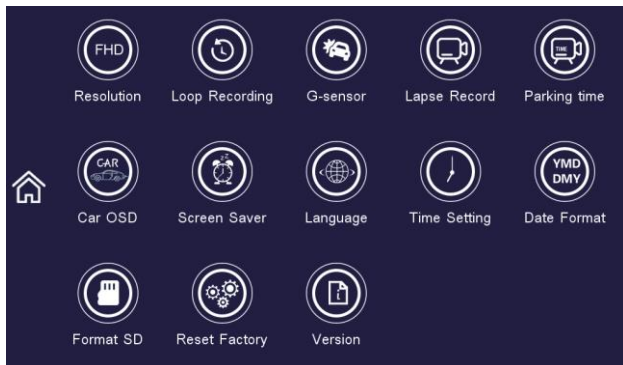 FHD
Resolution Loop Recording G-sensor Lapse Record Parking time
TIME
CAR
YMD
DMY
Car OSD Screen Saver Language Time Setting Date Format
Format SD Reset Factory Version